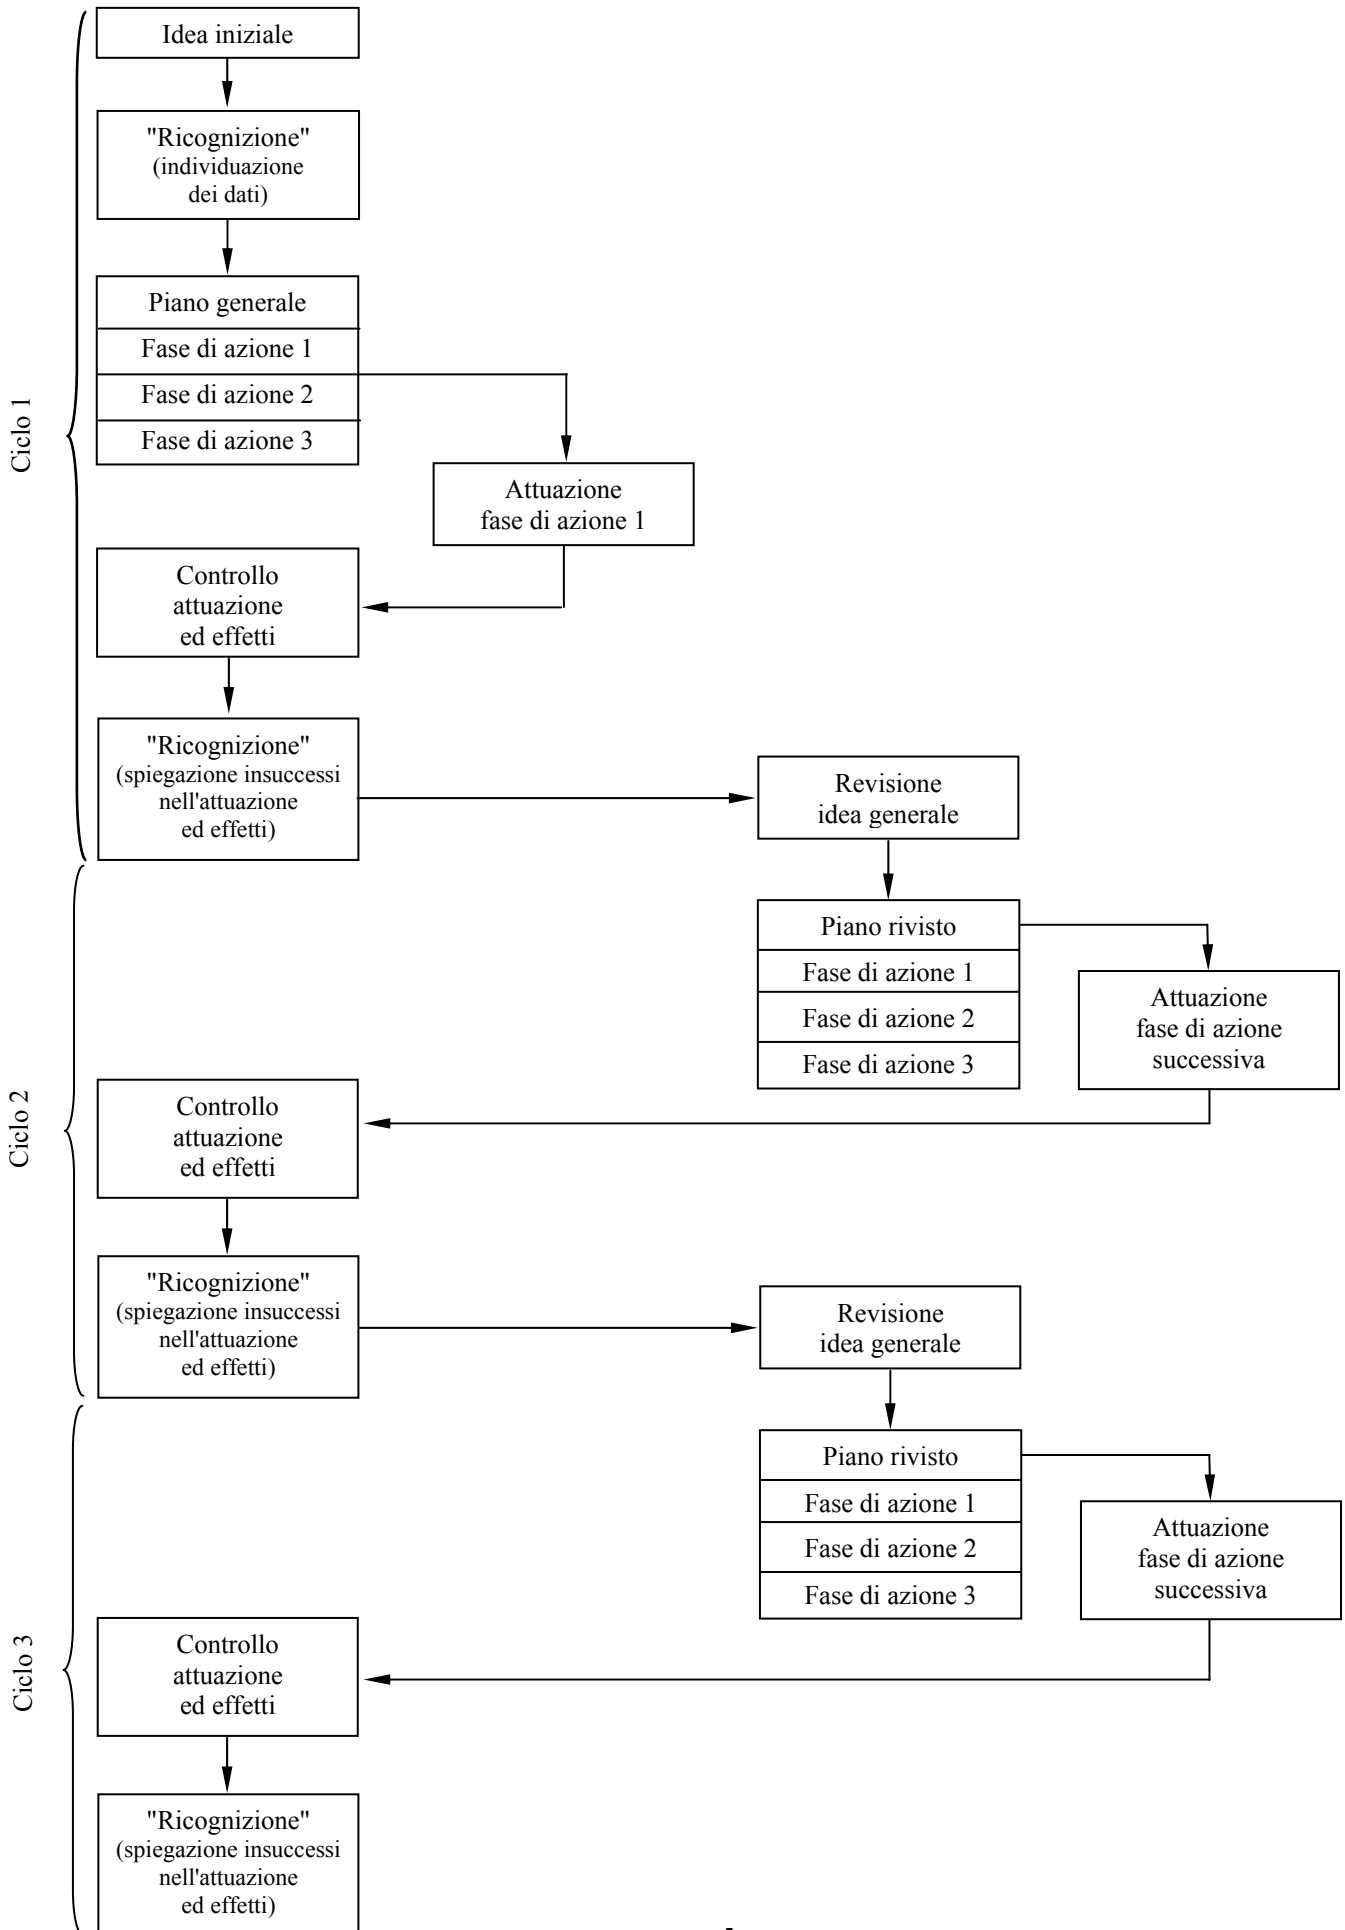 Ciclo 1
Idea iniziale
"Ricognizione"
(individuazione
dei dati)
Piano generale
Fase di azione 1
Fase di azione 2
Fase di azione 3
Attuazione
fase di azione 1
Controllo
attuazione
ed effetti
"Ricognizione"
(spiegazione insuccessi
nell'attuazione
ed effetti)
Revisione
idea generale
Ciclo 2
Piano rivisto
Fase di azione 1
Fase di azione 2
Fase di azione 3
Attuazione
fase di azione
successiva
Controllo
attuazione
ed effetti
"Ricognizione"
(spiegazione insuccessi
nell'attuazione
ed effetti)
Revisione
idea generale
Ciclo 3
Piano rivisto
Fase di azione 1
Fase di azione 2
Fase di azione 3
Attuazione
fase di azione
successiva
Controllo
attuazione
ed effetti
"Ricognizione"
(spiegazione insuccessi
nell'attuazione
ed effetti)